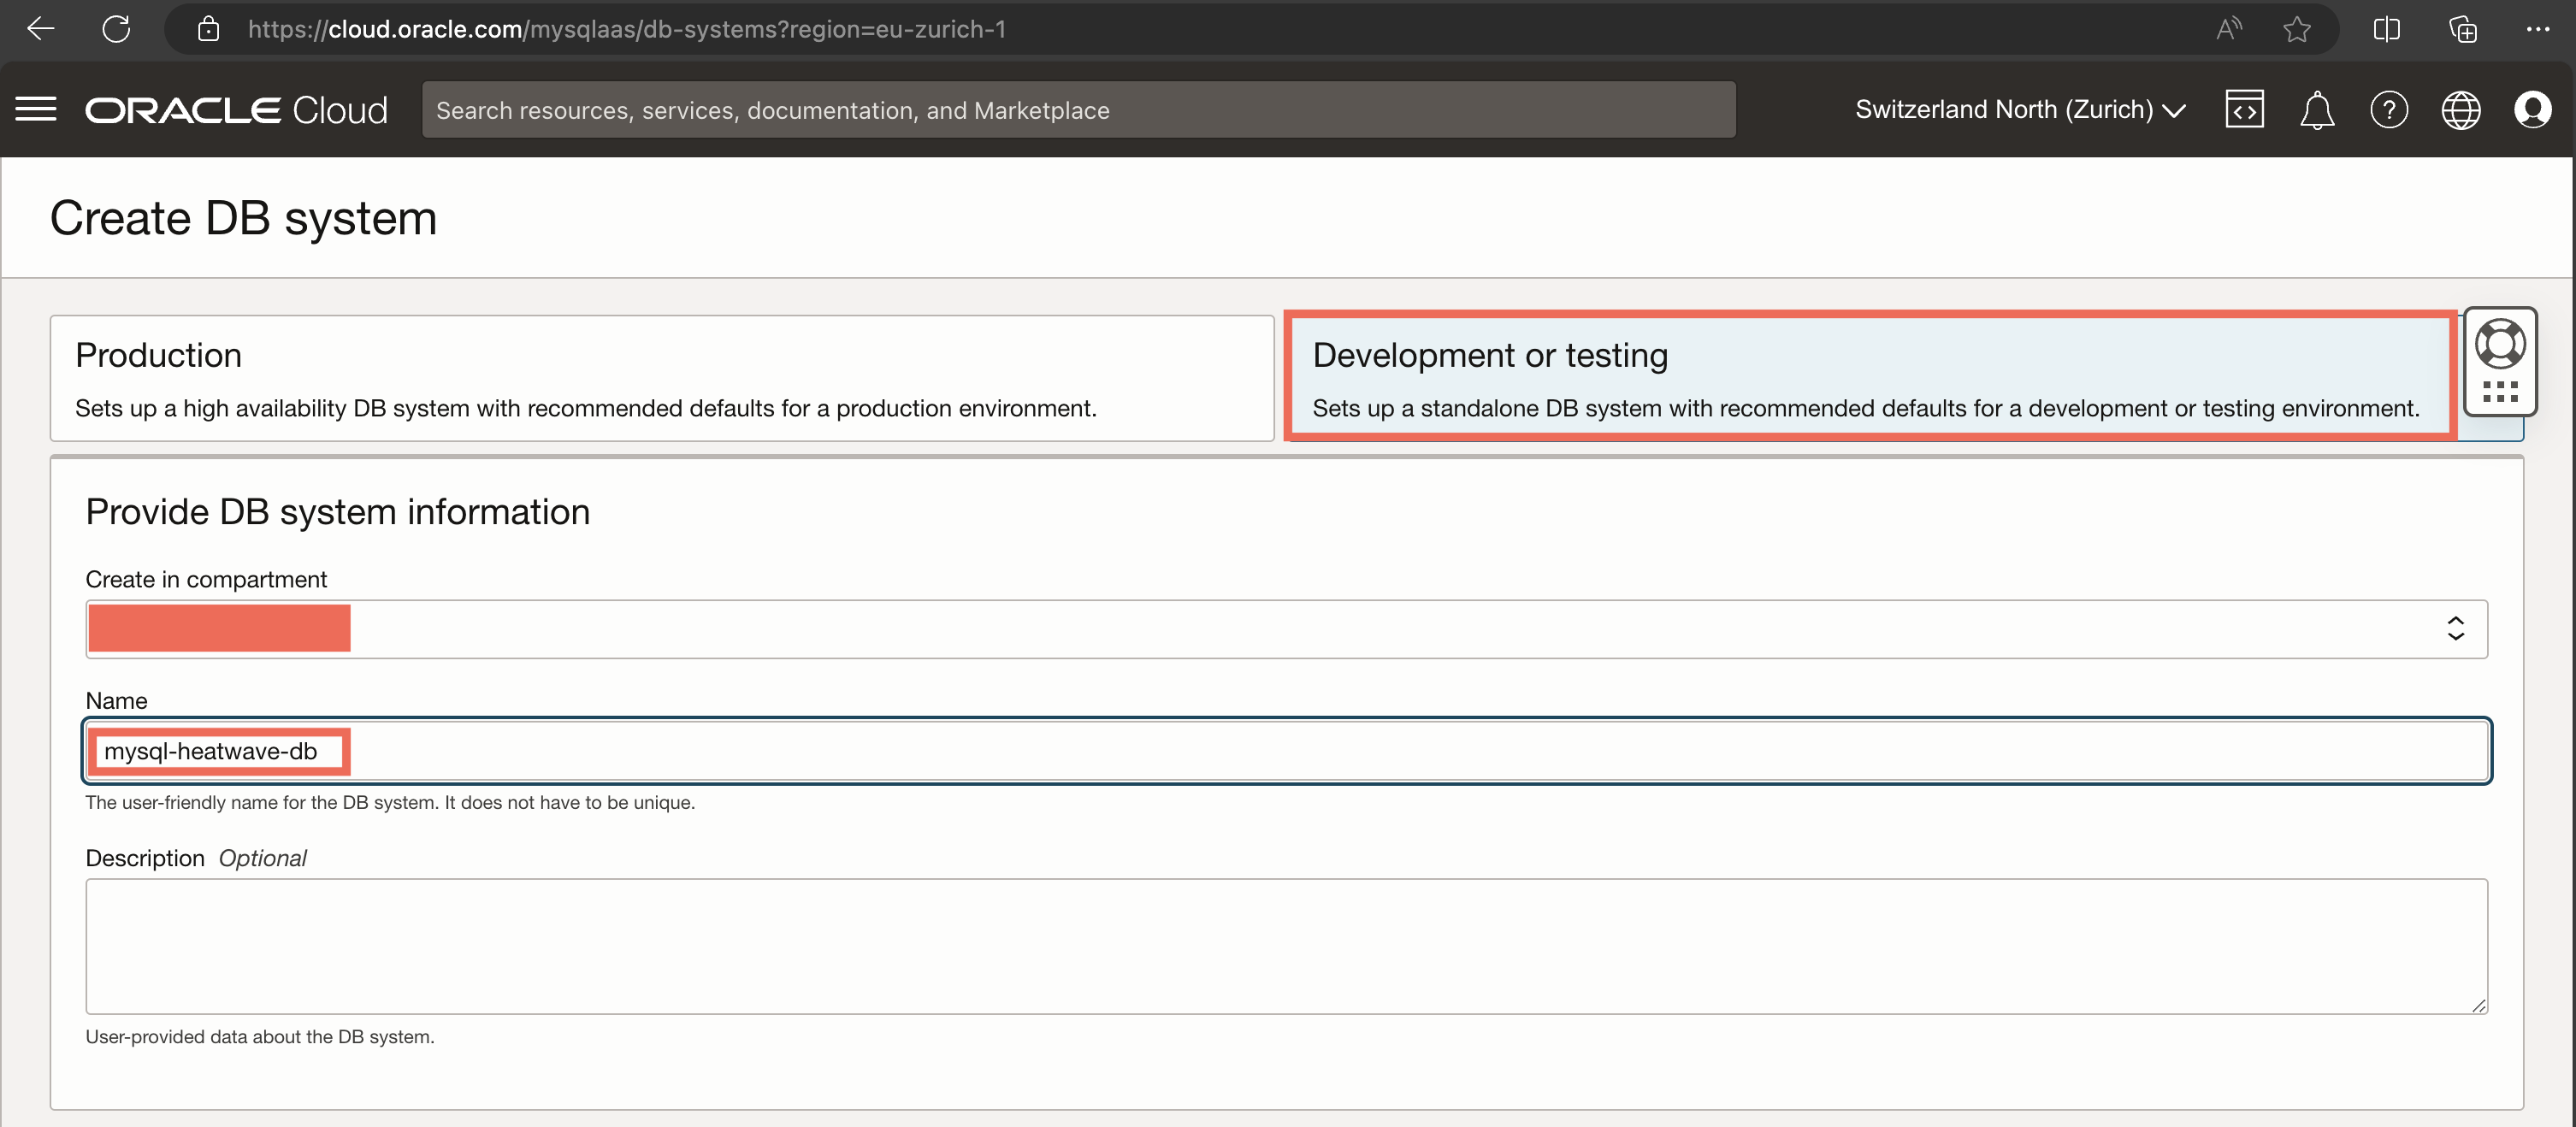 https://cloud.oracle.com/mysqlaas/db-systems?region=eu-zurich-1
ORACLE Cloud
Search resources, services, documentation, and Marketplace
Switzerland North (Zurich)
Create DB system
Production
Sets up a high availability DB system with recommended defaults for a production environment.
Development or testing
Sets up a standalone DB system with recommended defaults for a development or testing environment.
Provide DB system information
Create in compartment
Name
mysql-heatwave-db
The user-friendly name for the DB system. It does not have to be unique.
Description Optional
User-provided data about the DB system.